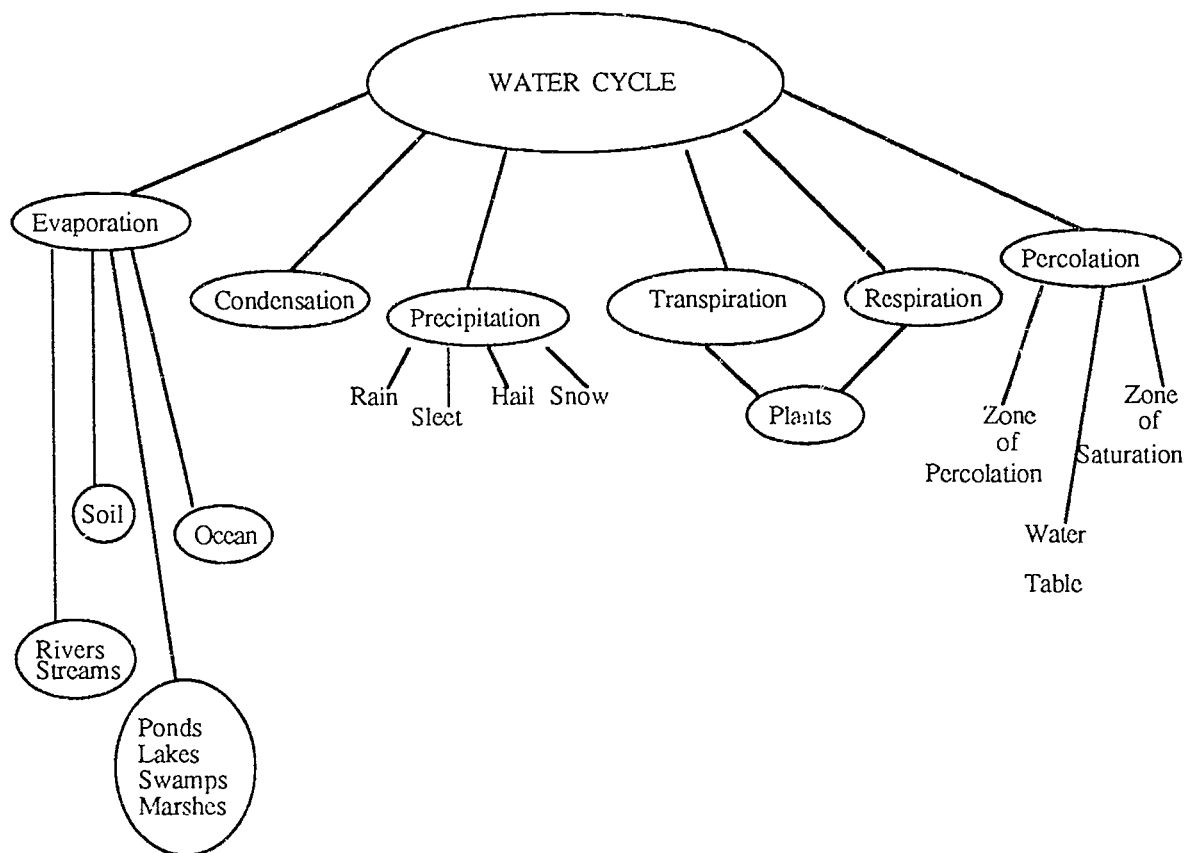 WATER CYCLE
Evaporation
Condensation
Precipitation
Transpiration
Respiration
Percolation
Rain
Sleet
Hail
Snow
Plants
Zone
of
Percolation
Zone
of
Saturation
Water
Table
Soil
Ocean
Rivers
Streams
Ponds
Lakes
Swamps
Marshes